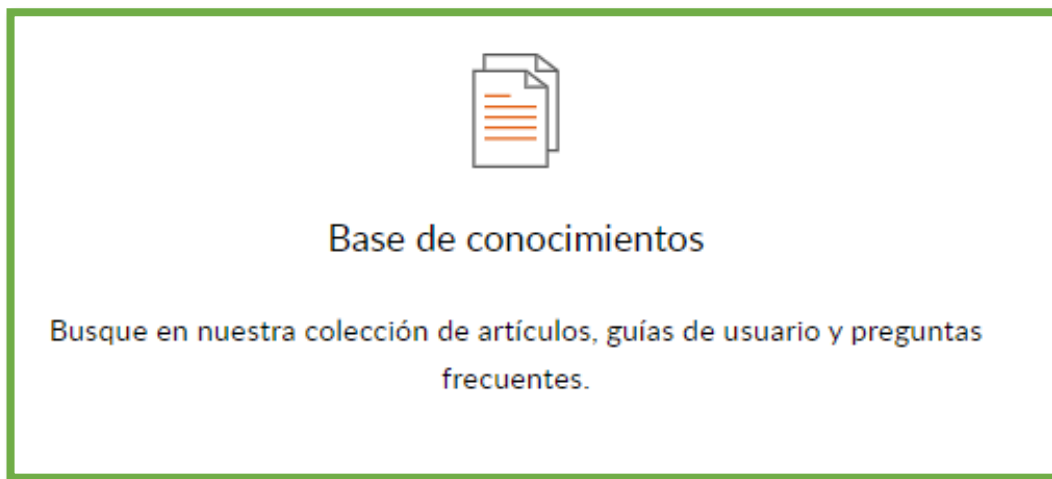 Base de conocimientos
Busque en nuestra colección de artículos, guías de usuario y preguntas
frecuentes.